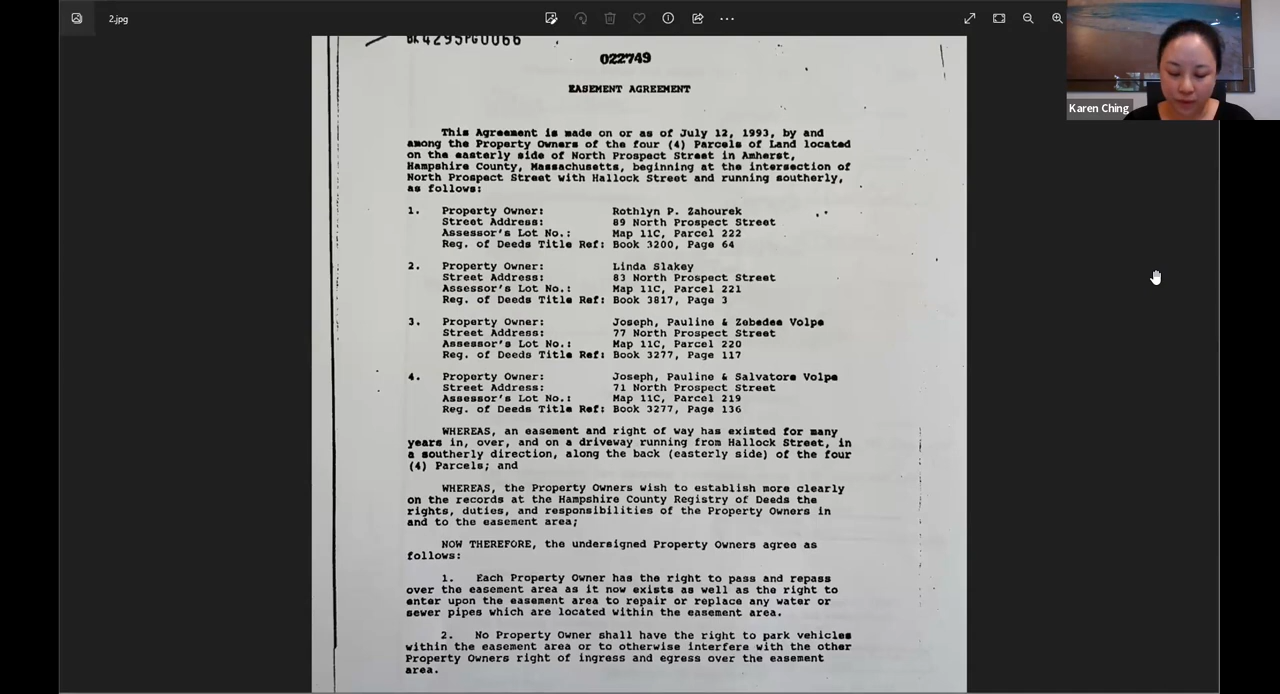 2.jpg
Karen Ching
BK4295PG0066
022749
EASEMENT AGREEMENT
This Agreement is made on or as of July 12, 1993, by and
among the Property Owners of the four (4) Parcels of Land located
on the easterly side of North Prospect Street in Amherst,
Hampshire County, Massachusetts, beginning at the intersection of
North Prospect Street with Hallock Street and running southerly,
as follows:
1. Property Owner: Rothlyn P. Zahourek
Street Address: 89 North Prospect Street
Assessor's Lot No.: Map 11C, Parcel 222
Reg. of Deeds Title Ref: Book 3200, Page 64
2. Property Owner: Linda Slakey
Street Address: 83 North Prospect Street
Assessor's Lot No.: Map 11C, Parcel 221
Reg. of Deeds Title Ref: Book 3817, Page 3
3. Property Owner: Joseph, Pauline & Zebedee Volpe
Street Address: 77 North Prospect Street
Assessor's Lot No.: Map 11C, Parcel 220
Reg. of Deeds Title Ref: Book 3277, Page 117
4. Property Owner: Joseph, Pauline & Salvatore Volpe
Street Address: 71 North Prospect Street
Assessor's Lot No.: Map 11C, Parcel 219
Reg. of Deeds Title Ref: Book 3277, Page 136
WHEREAS, an easement and right of way has existed for many
years in, over, and on a driveway running from Hallock Street, in
a southerly direction, along the back (easterly side) of the four
(4) Parcels; and
WHEREAS, the Property Owners wish to establish more clearly
on the records at the Hampshire County Registry of Deeds the
rights, duties, and responsibilities of the Property Owners in
and to the easement area;
NOW THEREFORE, the undersigned Property Owners agree as
follows:
1. Each Property Owner has the right to pass and repass
over the easement area as it now exists as well as the right to
enter upon the easement area to repair or replace any water or
sewer pipes which are located within the easement area.
2. No Property Owner shall have the right to park vehicles
within the easement area or to otherwise interfere with the other
Property Owners right of ingress and egress over the easement
area.